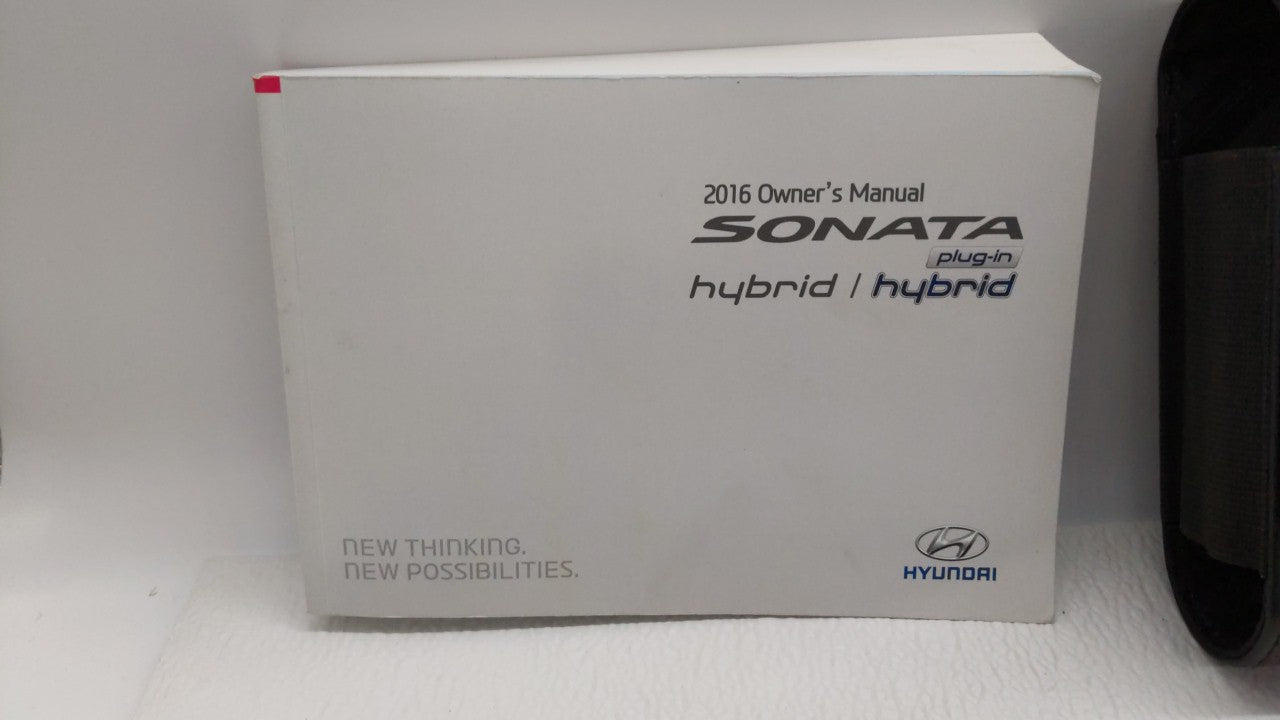 2016 Owner's Manual
SONATA
plug-in
hybrid / hybrid
NEW THINKING.
NEW POSSIBILITIES.
HYUNDAI